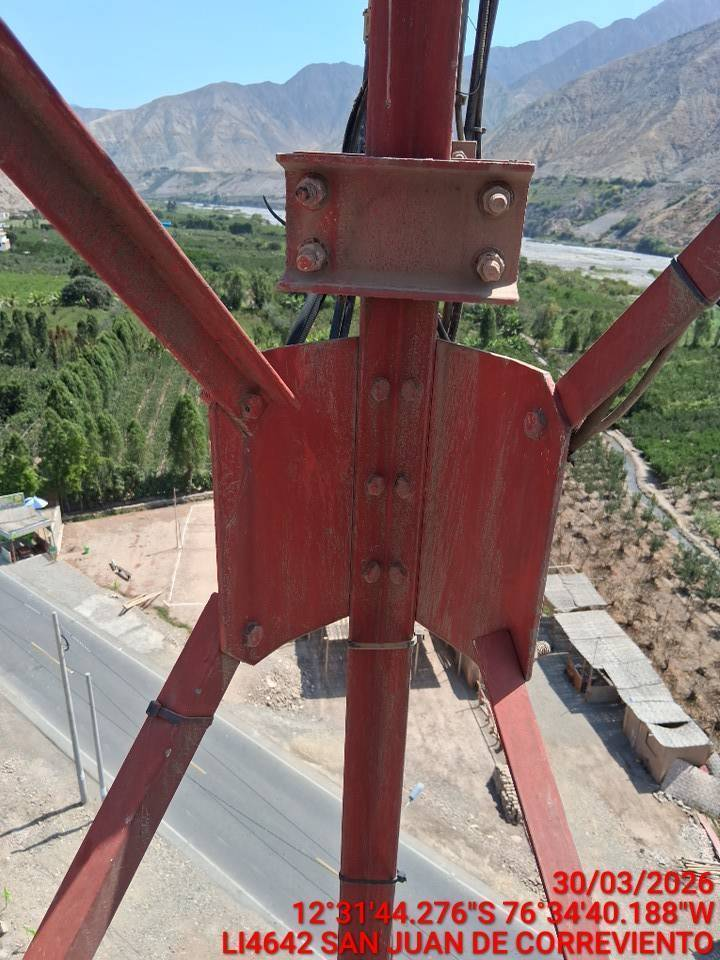 30/03/2026
12°31'44.276"S 76°34'40.188"W
LI4642 SAN JUAN DE CORREVIENTO